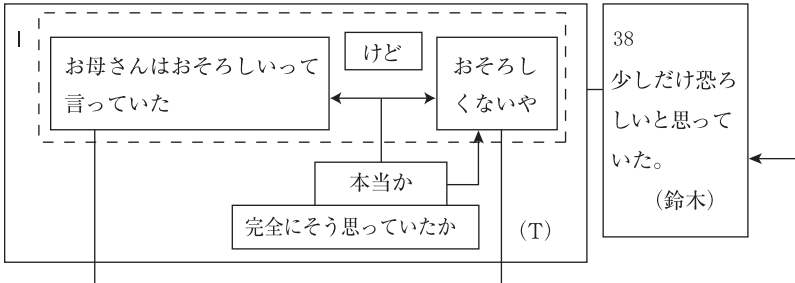 I
お母さんはおそろしいって
言っていた
けど
おそろし
くないや
本当か
完全にそう思っていたか
(T)
38
少しだけ恐ろ
しいと思って
いた。
(鈴木)